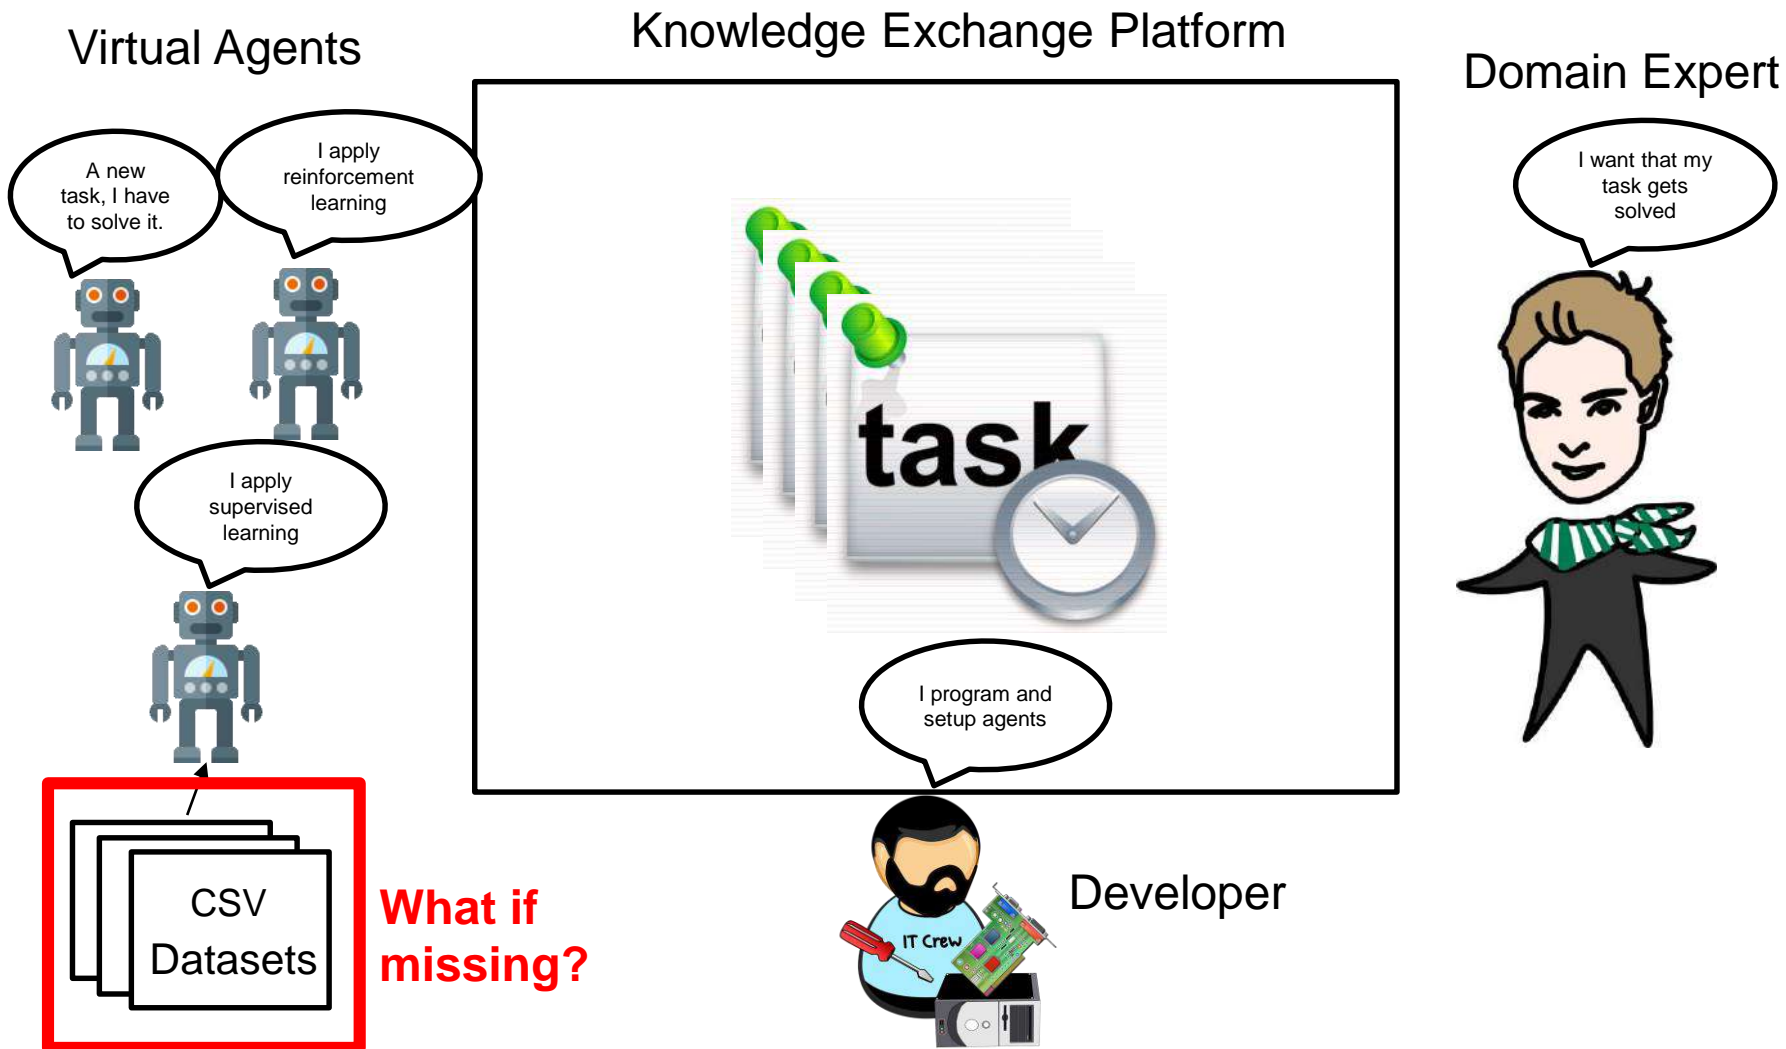 Virtual Agents
Knowledge Exchange Platform
Domain Expert
A new
task, I have
to solve it.
I apply
reinforcement
learning
I want that my
task gets
solved
task
I apply
supervised
learning
I program and
setup agents
CSV
Datasets
What if
missing?
IT Crew
Developer